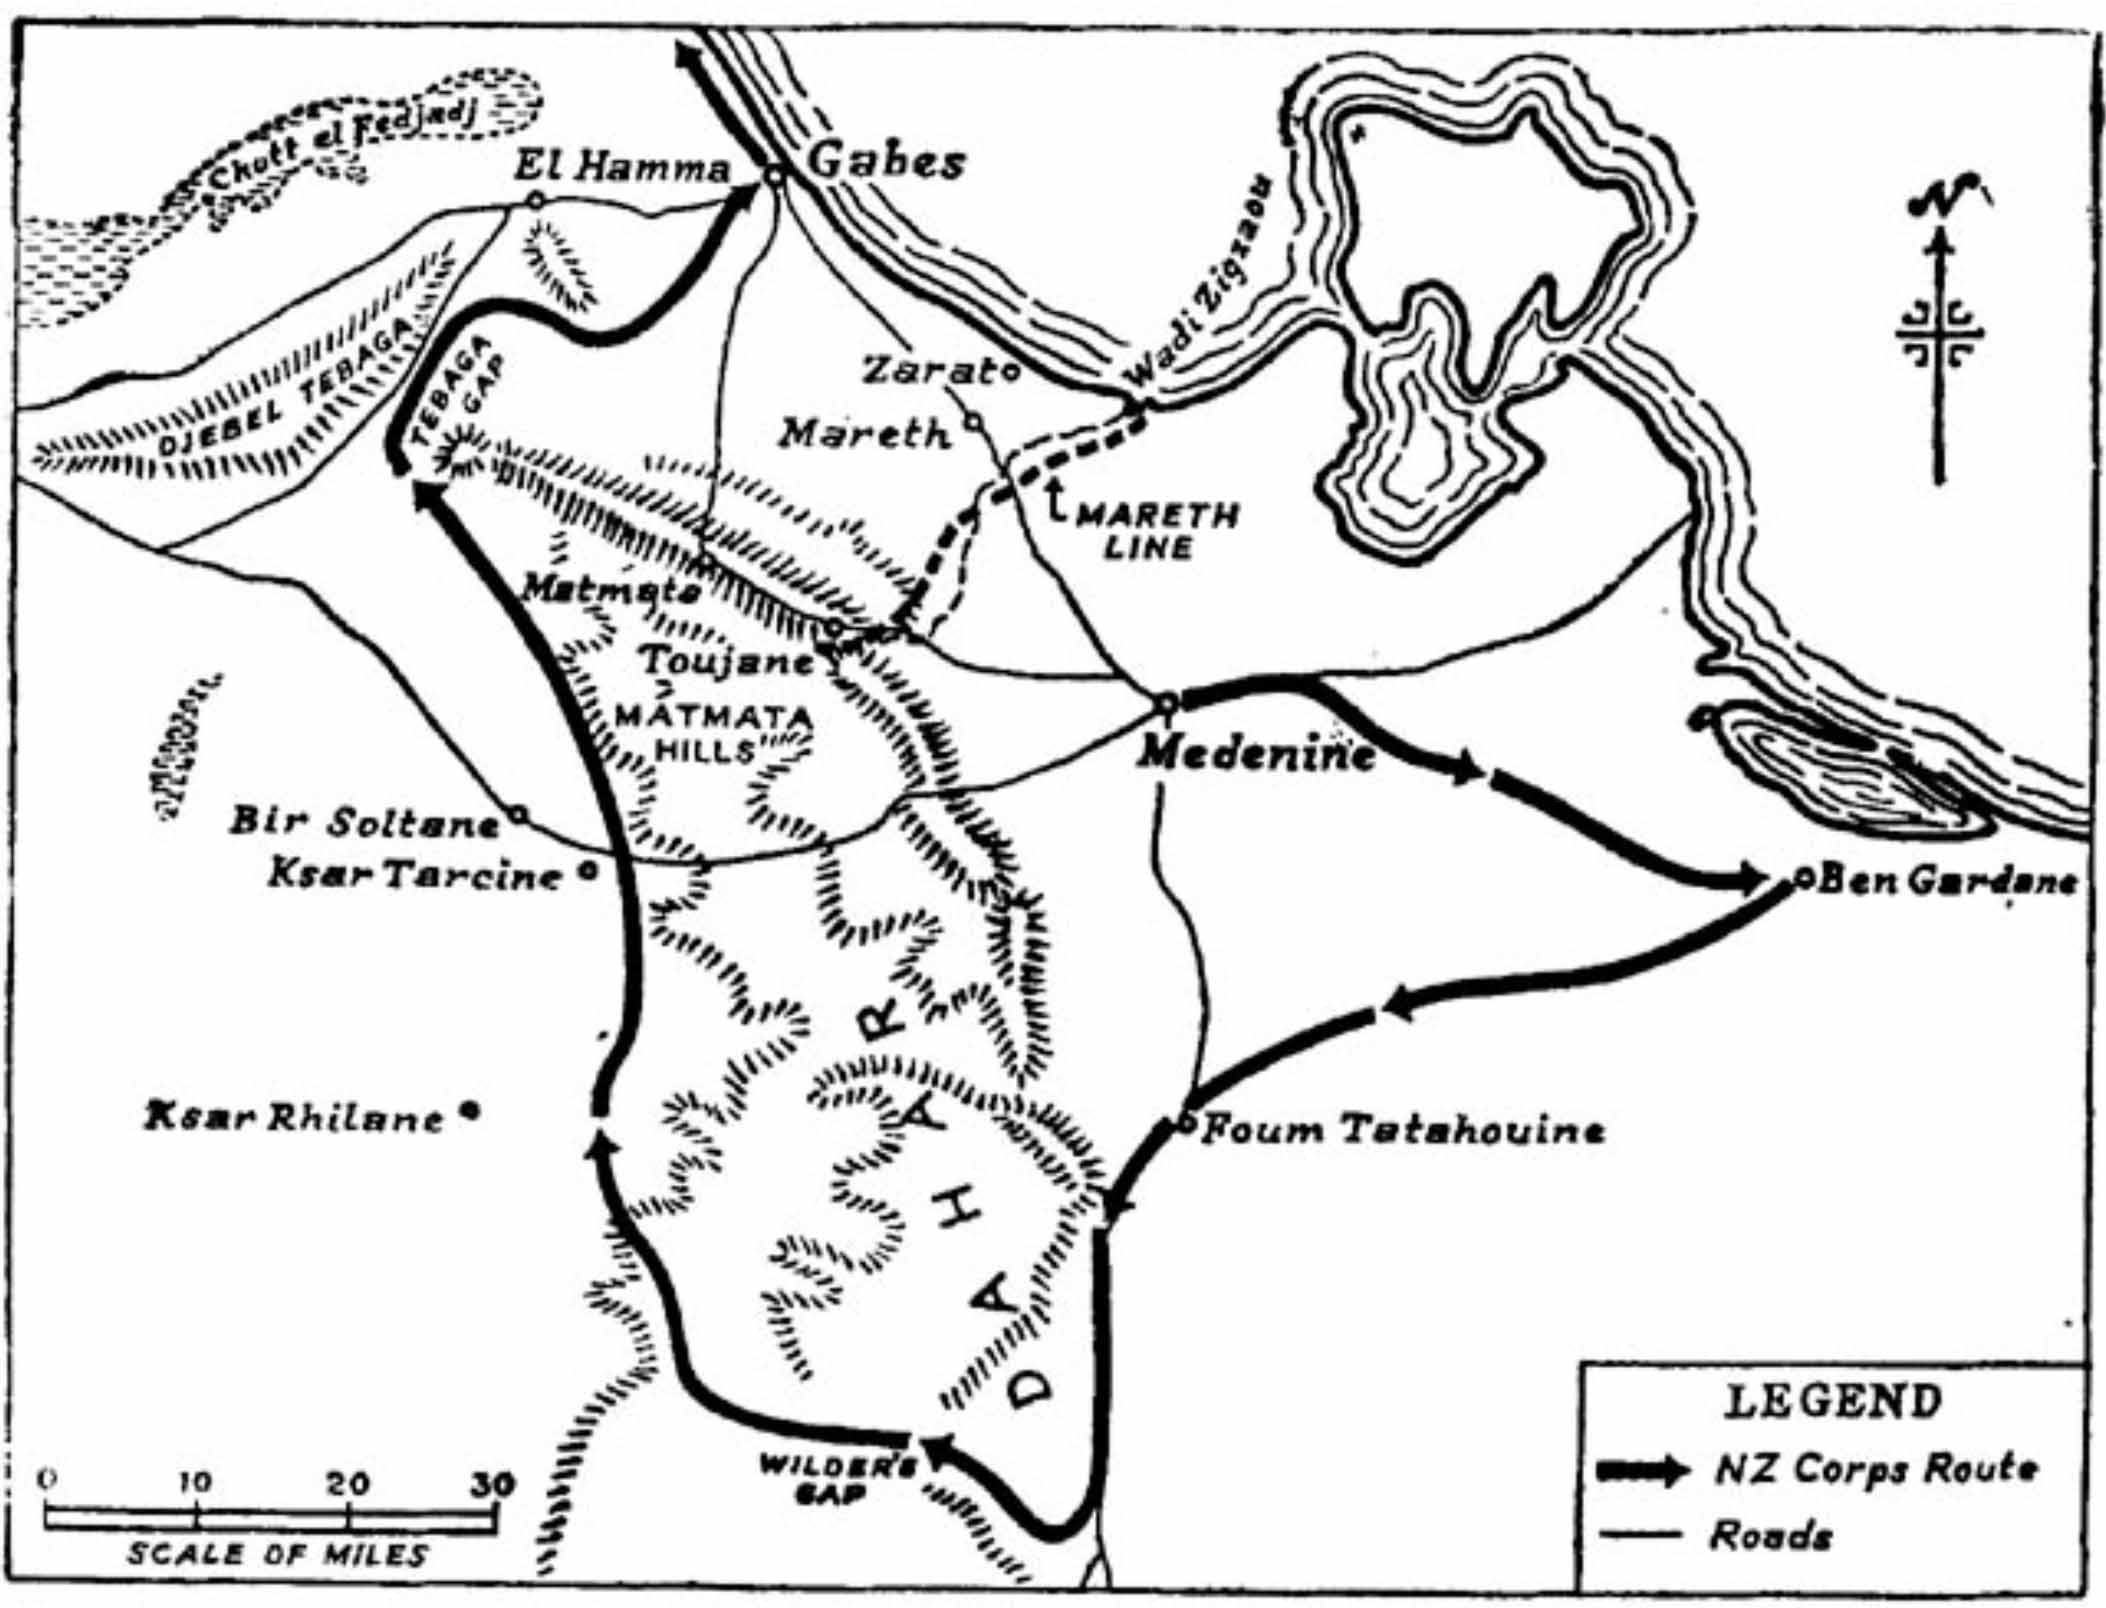 Chott el Fedjadj
El Hamma
Gabes
N
Wadi Zigzaou
DJEBEL TEBAGA
TEBAGA
GAP
Zarat
Mareth
MARETH
LINE
Matmata
Toujane
MATMATA
HILLS
Medenine
Bir Soltane
Ksar Tarcine
Ben Gardane
Ksar Rhilane
Foum Tatahouine
DAHAR
WILDER'S
GAP
0 10 20 30
SCALE OF MILES
LEGEND
NZ Corps Route
Roads